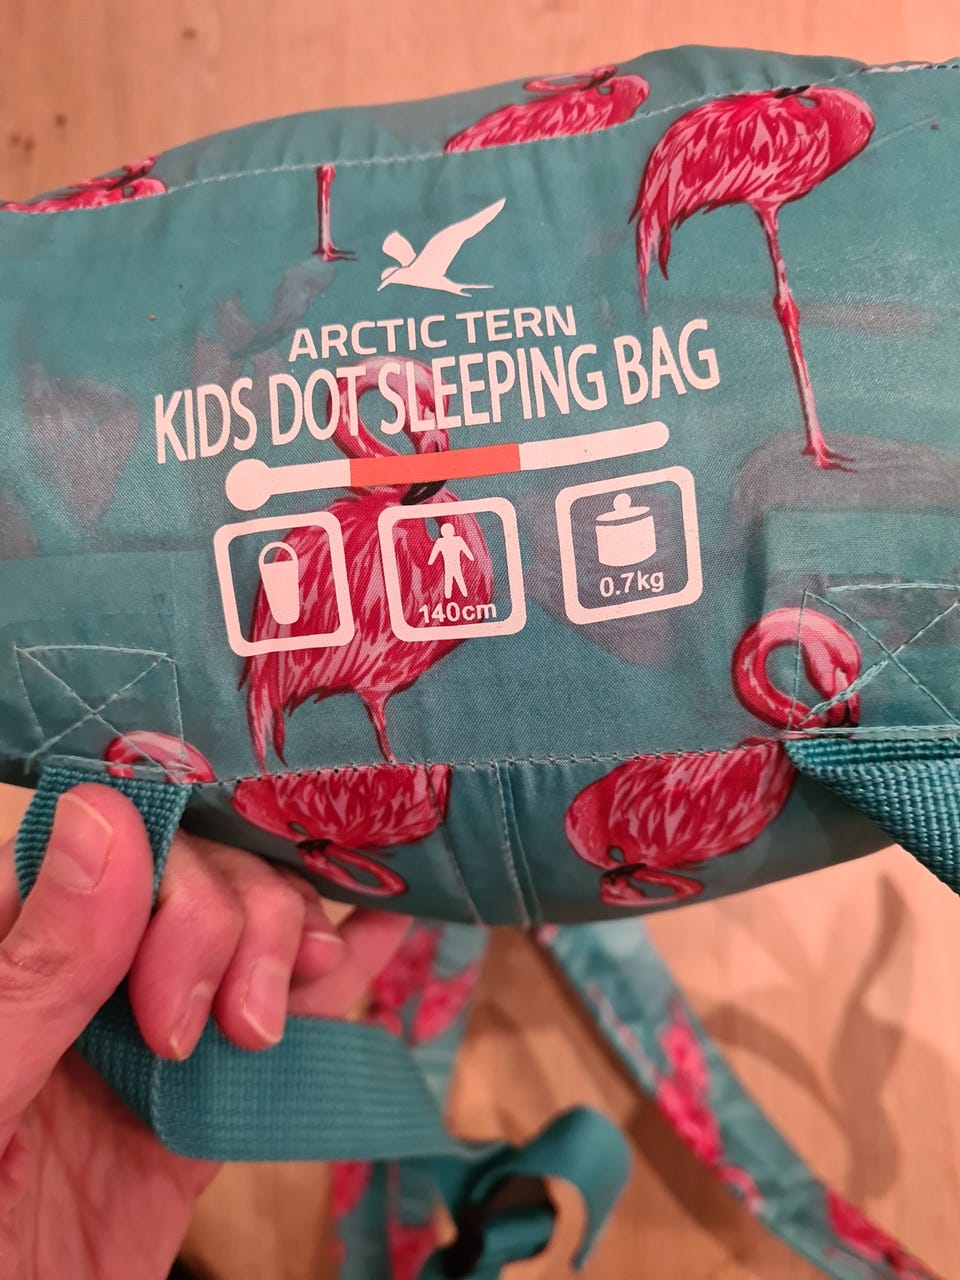 ARCTIC TERN
KIDS DOT SLEEPING BAG
140cm
0.7kg